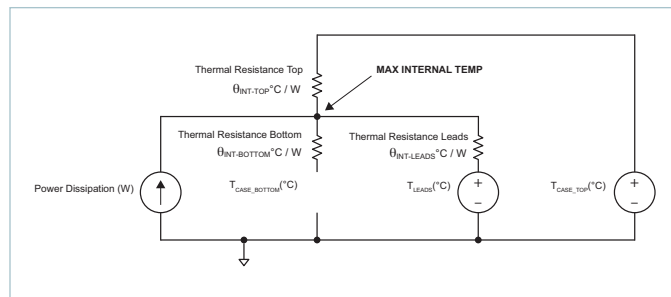 Thermal Resistance Top
θINT-TOP°C / W
MAX INTERNAL TEMP
Thermal Resistance Bottom
θINT-BOTTOM°C / W
Thermal Resistance Leads
θINT-LEADS°C / W
Power Dissipation (W)
TCASE_BOTTOM(°C)
TLEADS(°C)
TCASE_TOP(°C)
+
–
+
–